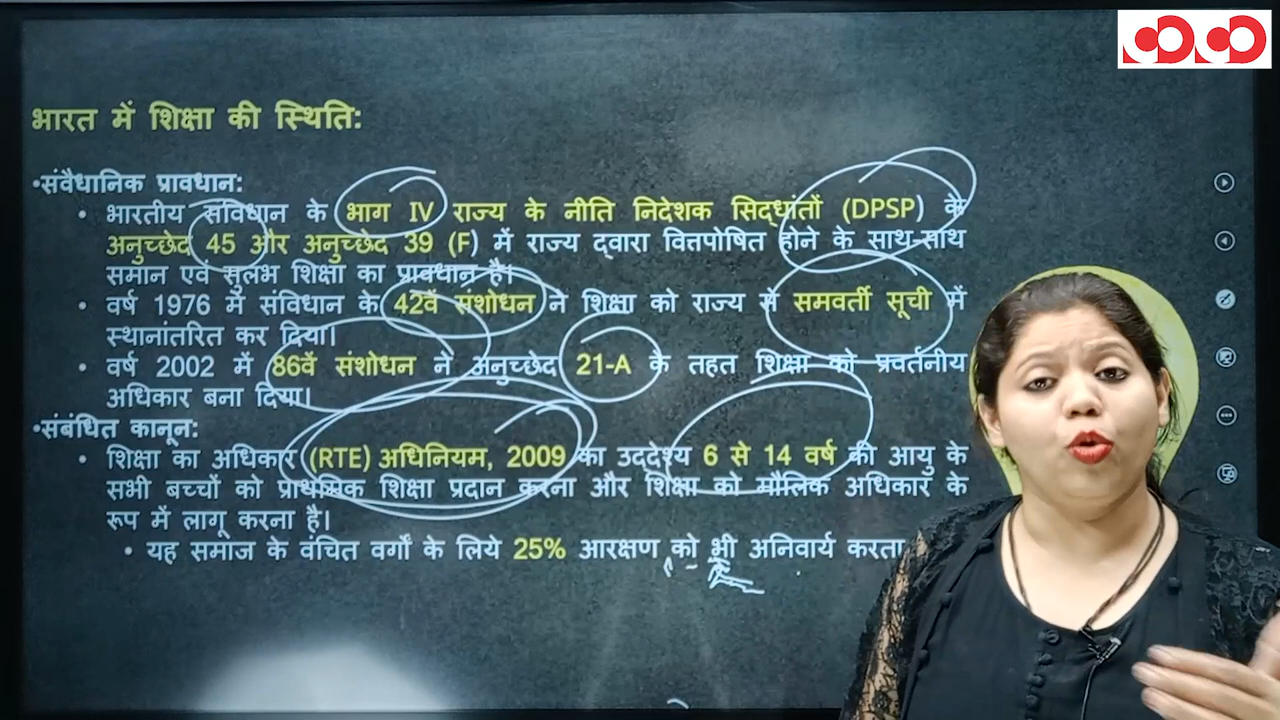 भारत में शिक्षा की स्थिति:
•संवैधानिक प्रावधान:
• भारतीय संविधान के भाग IV राज्य के नीति निदेशक सिद्धांतों (DPSP) के
अनुच्छेद 45 और अनुच्छेद 39 (F) में राज्य द्वारा वित्तपोषित होने के साथ-साथ
समान एवं सुलभ शिक्षा का प्रावधान है।
• वर्ष 1976 में संविधान के 42वें संशोधन ने शिक्षा को राज्य से समवर्ती सूची में
स्थानांतरित कर दिया।
• वर्ष 2002 में 86वें संशोधन ने अनुच्छेद 21-A के तहत शिक्षा को प्रवर्तनीय
अधिकार बना दिया।
•संबंधित कानून:
• शिक्षा का अधिकार (RTE) अधिनियम, 2009 का उद्देश्य 6 से 14 वर्ष की आयु के
सभी बच्चों को प्राथमिक शिक्षा प्रदान करना और शिक्षा को मौलिक अधिकार के
रूप में लागू करना है।
• यह समाज के वंचित वर्गों के लिये 25% आरक्षण को भी अनिवार्य करता